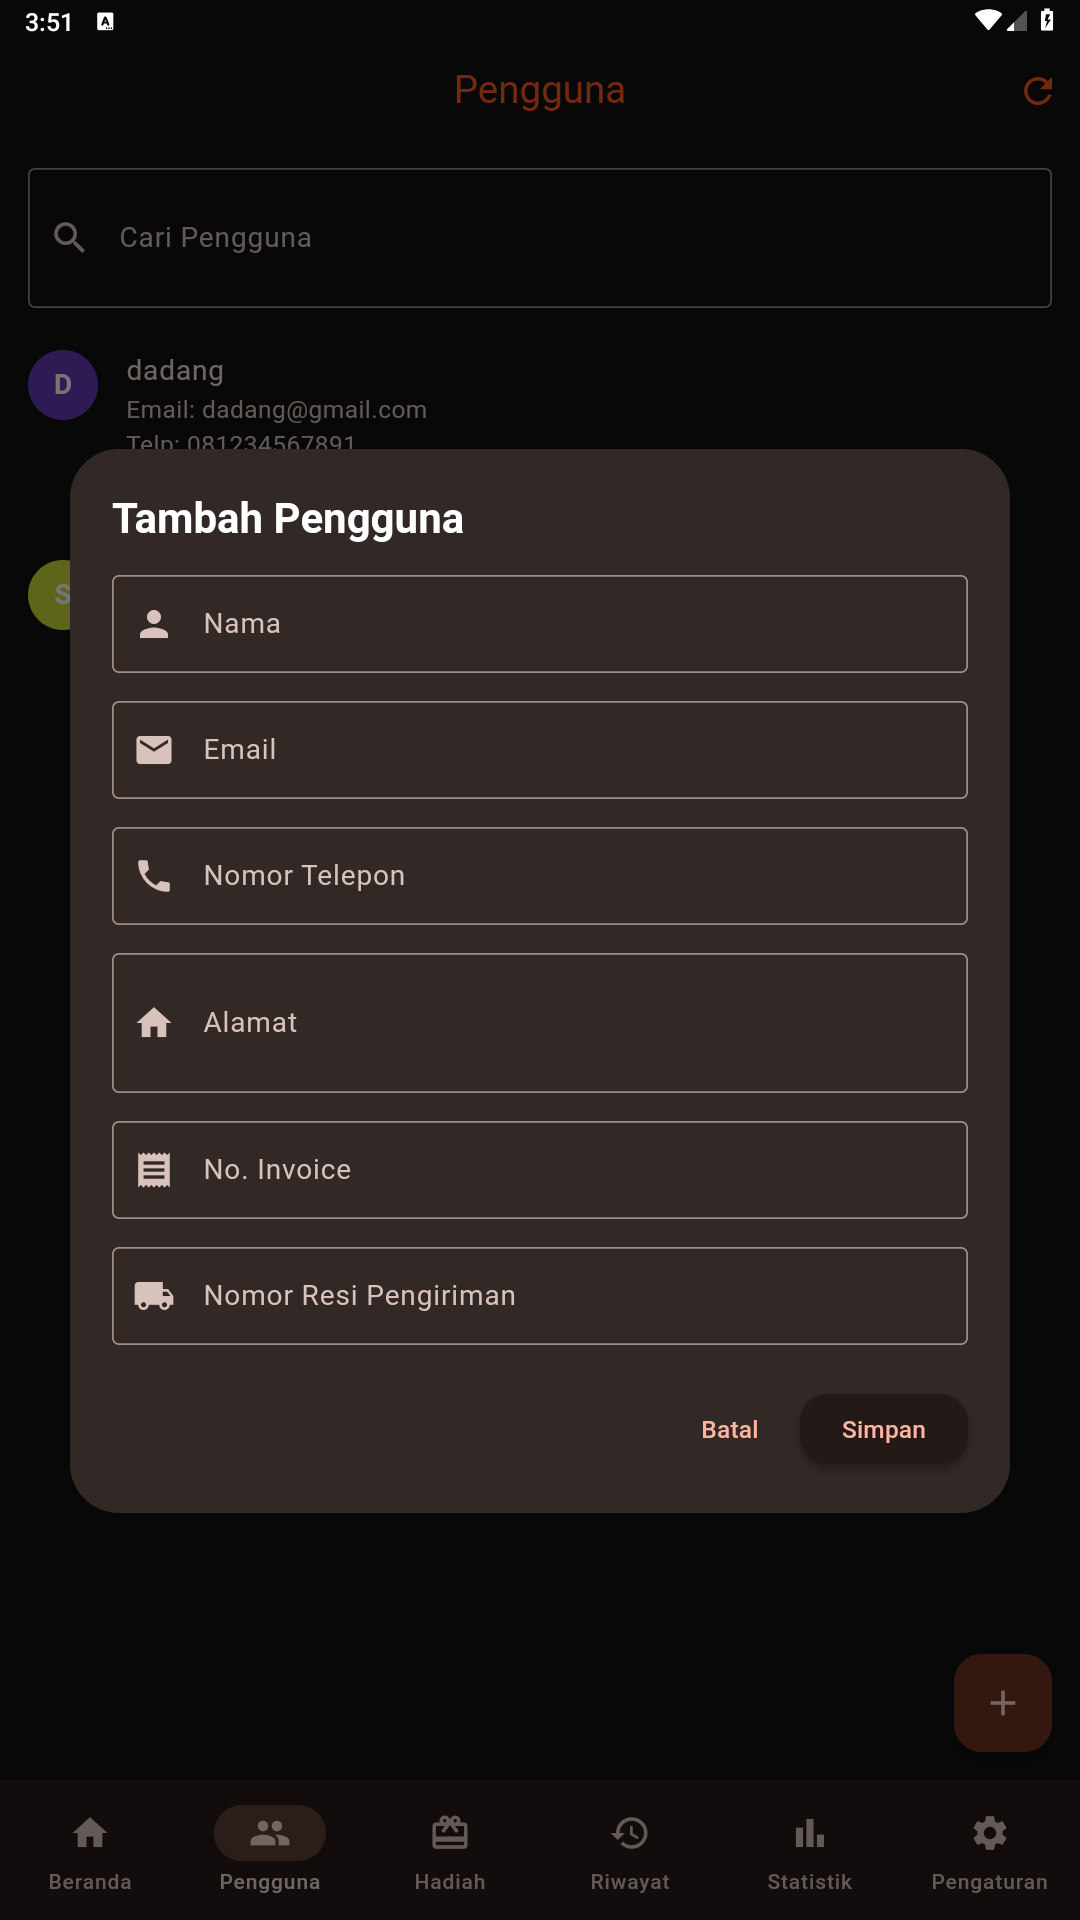 3:51
A
Pengguna
Cari Pengguna
D
dadang
Email: dadang@gmail.com
Telp: 081234567891
S
Tambah Pengguna
Nama
Email
Nomor Telepon
Alamat
No. Invoice
Nomor Resi Pengiriman
Batal
Simpan
Beranda
Pengguna
Hadiah
Riwayat
Statistik
Pengaturan